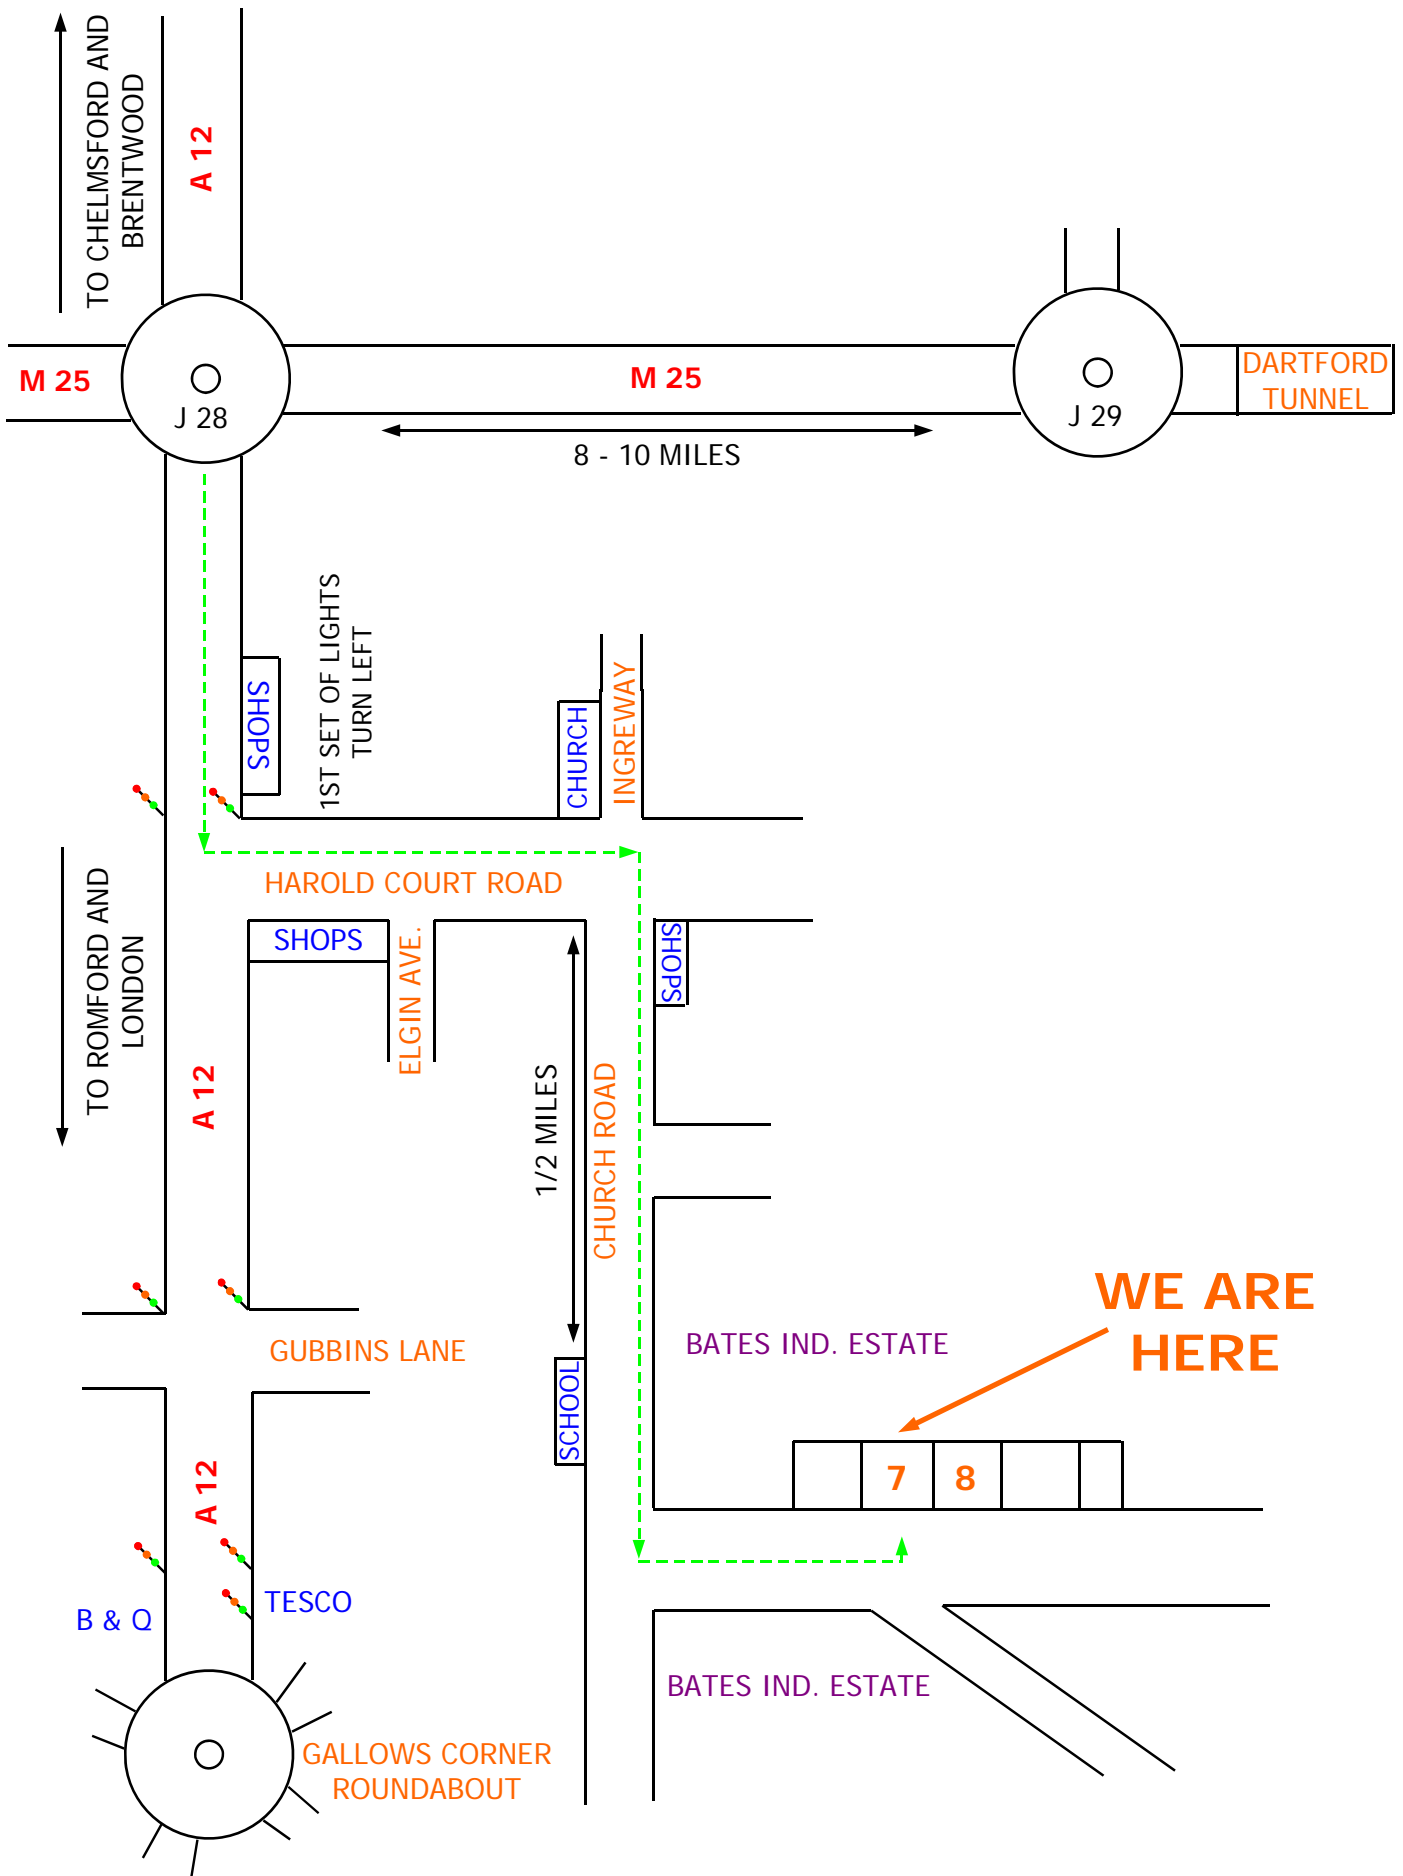 TO CHELMSFORD AND
BRENTWOOD
A 12
M 25
J 28
M 25
8 - 10 MILES
J 29
DARTFORD
TUNNEL
SHOPS
1ST SET OF LIGHTS
TURN LEFT
CHURCH
INGREWAY
HAROLD COURT ROAD
TO ROMFORD AND
LONDON
A 12
SHOPS
ELGIN AVE.
SHOPS
1/2 MILES
CHURCH ROAD
GUBBINS LANE
SCHOOL
BATES IND. ESTATE
WE ARE
HERE
7
8
A 12
B & Q
TESCO
BATES IND. ESTATE
GALLOWS CORNER
ROUNDABOUT